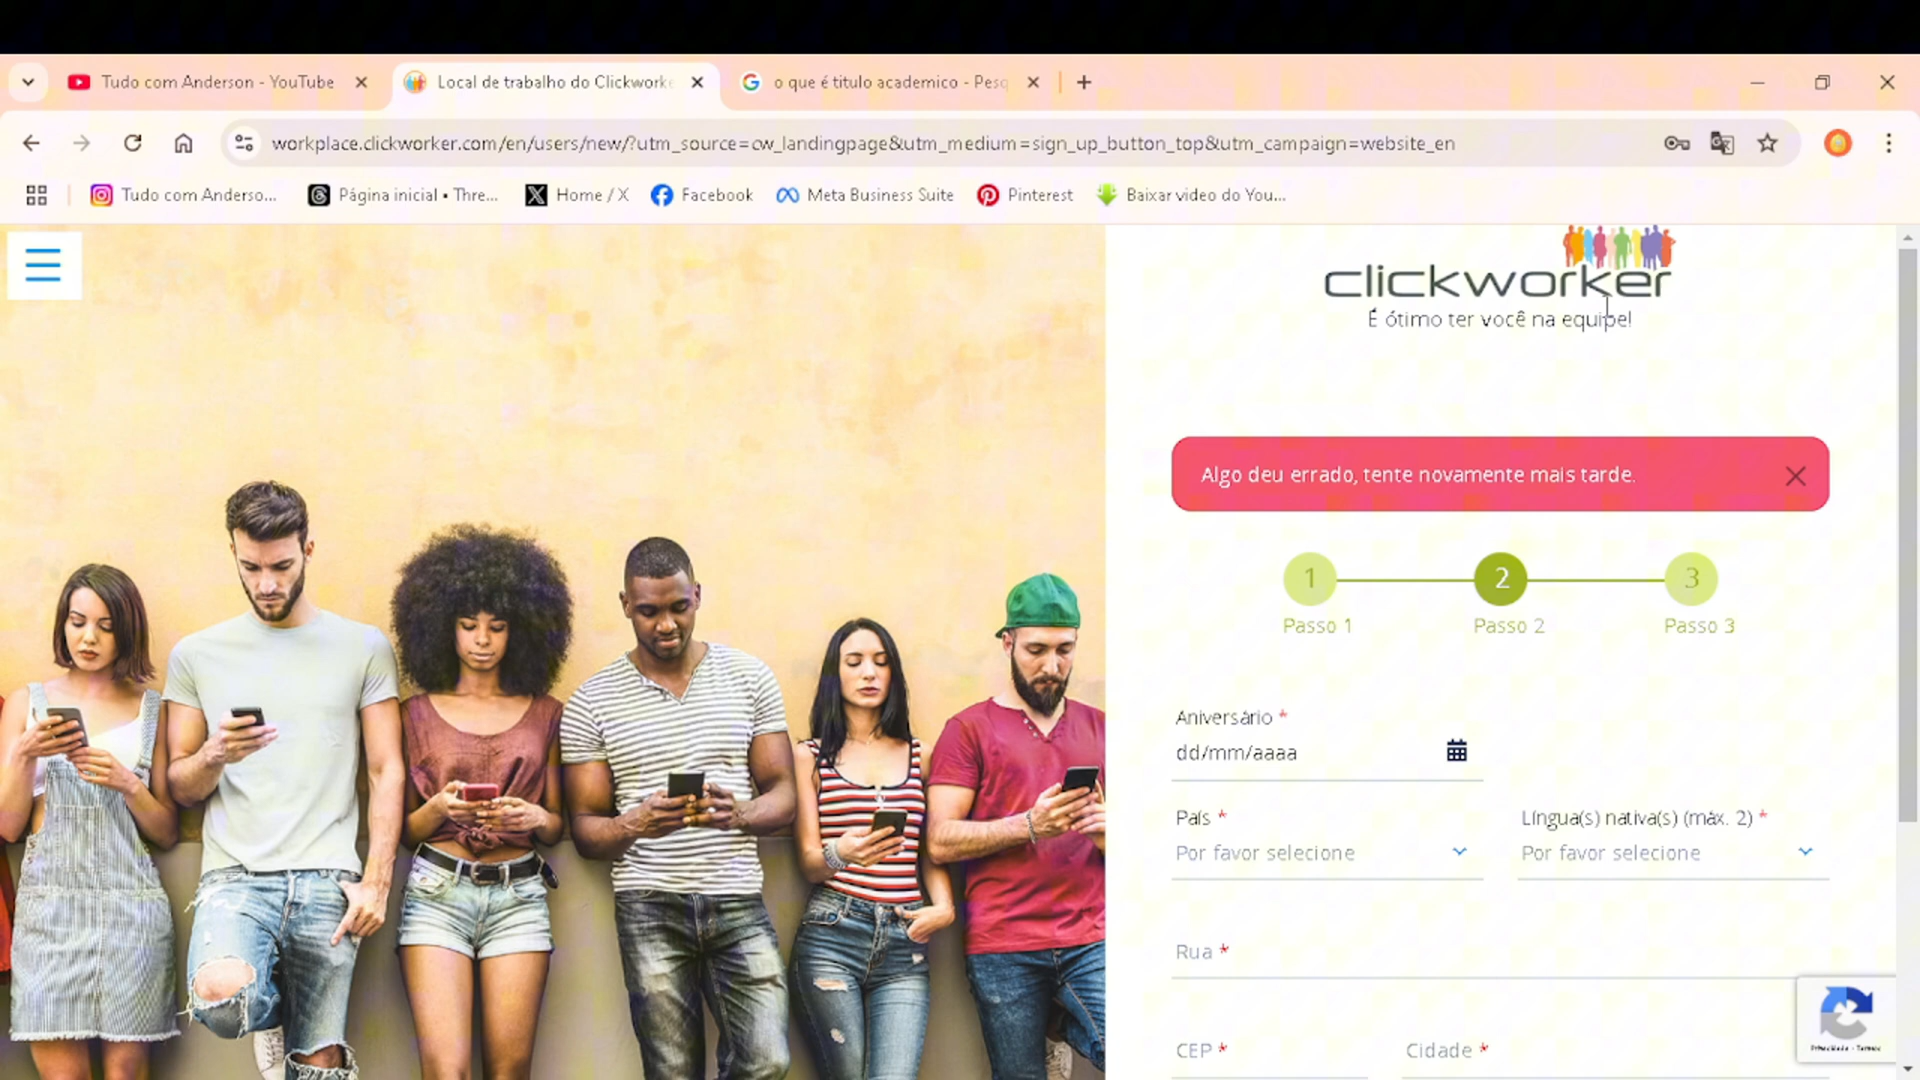 Tudo com Anderson - YouTube
Local de trabalho do Clickworke
o que é titulo academico - Pesq
workplace.clickworker.com/en/users/new/?utm_source=cw_landingpage&utm_medium=sign_up_button_top&utm_campaign=website_en
Tudo com Anderso...
Página inicial • Thre...
Home / X
Facebook
Meta Business Suite
Pinterest
Baixar video do You...
clickworker
É ótimo ter você na equipe!
Algo deu errado, tente novamente mais tarde.
1 2 3
Passo 1 Passo 2 Passo 3
Aniversário *
dd/mm/aaaa
País * Língua(s) nativa(s) (máx. 2) *
Por favor selecione Por favor selecione
Rua *
CEP * Cidade *
Privacidade - Termos